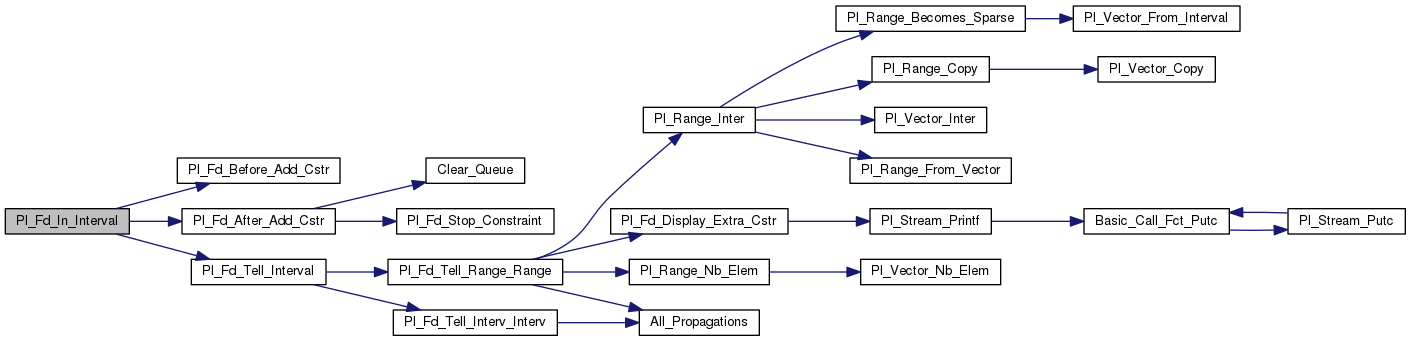 Pl_Range_Becomes_Sparse
Pl_Vector_From_Interval
Pl_Range_Copy
Pl_Vector_Copy
Pl_Range_Inter
Pl_Vector_Inter
Pl_Fd_Before_Add_Cstr
Clear_Queue
Pl_Range_From_Vector
Pl_Fd_In_Interval
Pl_Fd_After_Add_Cstr
Pl_Fd_Stop_Constraint
Pl_Fd_Display_Extra_Cstr
Pl_Stream_Printf
Basic_Call_Fct_Putc
Pl_Stream_Putc
Pl_Fd_Tell_Interval
Pl_Fd_Tell_Range_Range
Pl_Range_Nb_Elem
Pl_Vector_Nb_Elem
Pl_Fd_Tell_Interv_Interv
All_Propagations